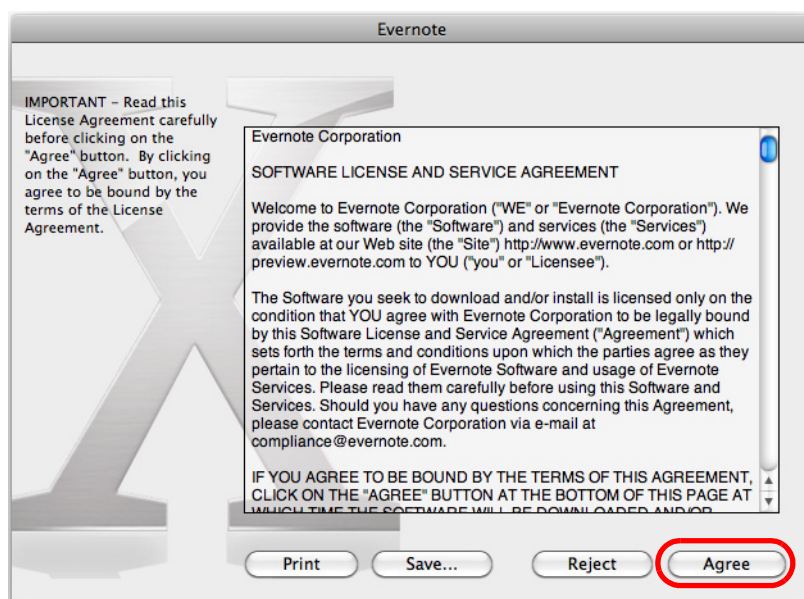 Evernote
IMPORTANT – Read this
License Agreement carefully
before clicking on the
"Agree" button. By clicking
on the "Agree" button, you
agree to be bound by the
terms of the License
Agreement.
Evernote Corporation
SOFTWARE LICENSE AND SERVICE AGREEMENT
Welcome to Evernote Corporation ("WE" or "Evernote Corporation"). We
provide the software (the "Software") and services (the "Services")
available at our Web site (the "Site") http://www.evernote.com or http://
preview.evernote.com to YOU ("you" or "Licensee").
The Software you seek to download and/or install is licensed only on the
condition that YOU agree with Evernote Corporation to be legally bound
by this Software License and Service Agreement ("Agreement") which
sets forth the terms and conditions upon which the parties agree as they
pertain to the licensing of Evernote Software and usage of Evernote
Services. Please read them carefully before using this Software and
Services. Should you have any questions concerning this Agreement,
please contact Evernote Corporation via e-mail at
compliance@evernote.com.
IF YOU AGREE TO BE BOUND BY THE TERMS OF THIS AGREEMENT,
CLICK ON THE "AGREE" BUTTON AT THE BOTTOM OF THIS PAGE AT
WHICH TIME THE SOFTWARE WILL BE DOWNLOADED AND/OR
Print Save... Reject Agree